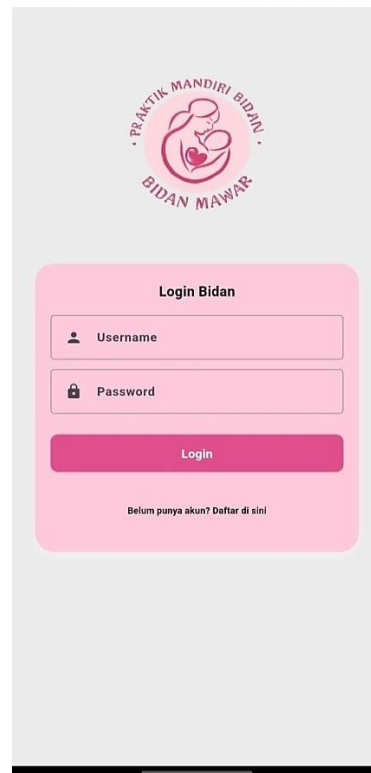 PRAKTIK MANDIRI BIDAN
BIDAN MAWAR
Login Bidan
Username
Password
Login
Belum punya akun? Daftar di sini